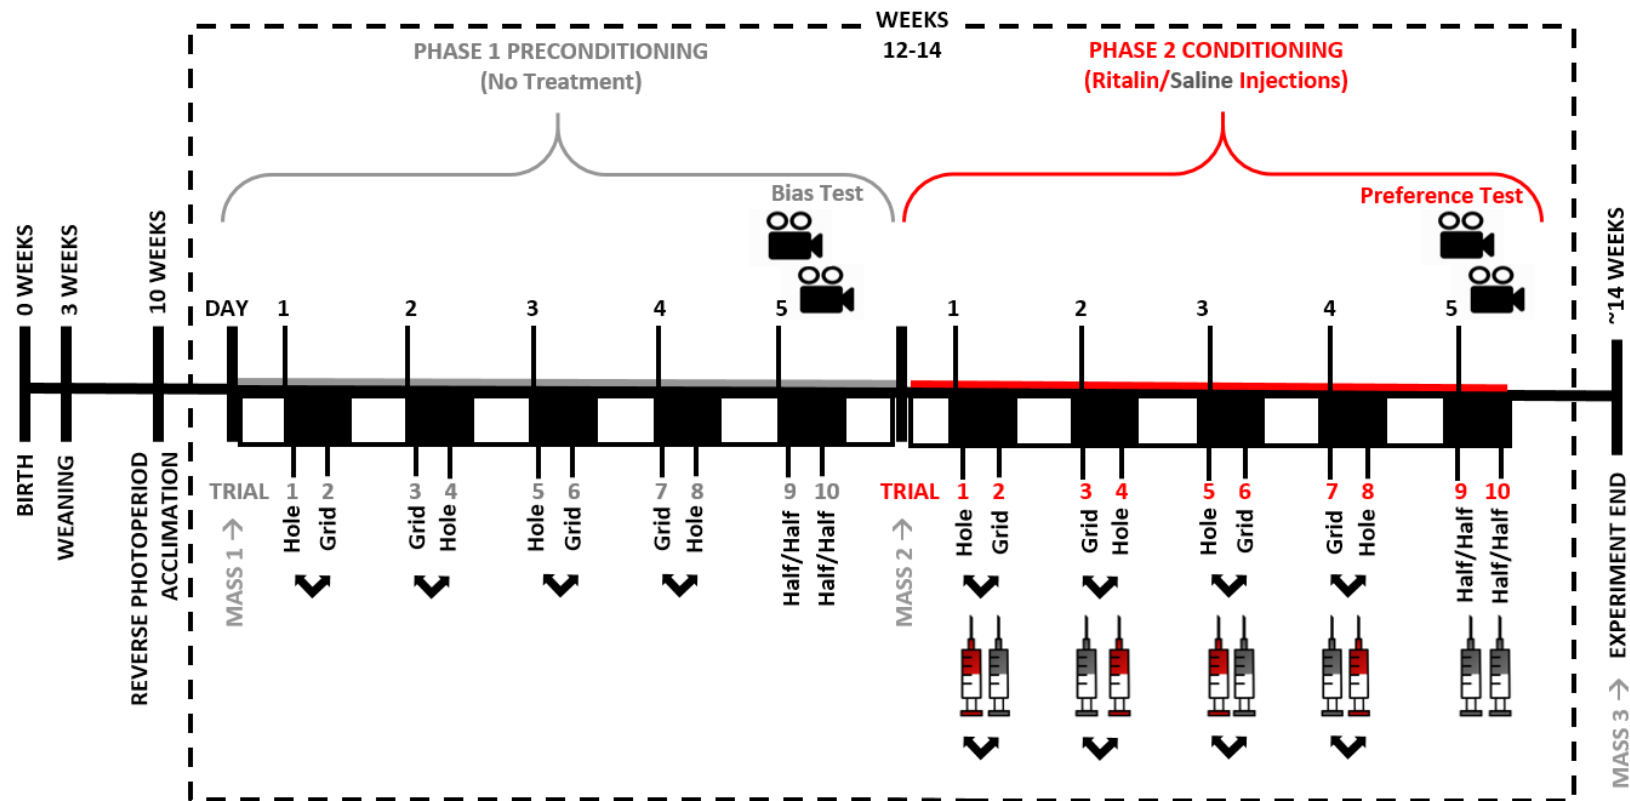 WEEKS
12-14
PHASE 1 PRECONDITIONING
(No Treatment)
PHASE 2 CONDITIONING
(Ritalin/Saline Injections)
Bias Test
Preference Test
0 WEEKS
3 WEEKS
10 WEEKS
~14 WEEKS
DAY 1 2 3 4 5 1 2 3 4 5
BIRTH
WEANING
REVERSE PHOTOPERIOD
ACCLIMATION
TRIAL 1 2 3 4 5 6 7 8 9 10
TRIAL 1 2 3 4 5 6 7 8 9 10
MASS 1 →
Hole
Grid
Grid
Hole
Hole
Grid
Grid
Hole
Half/Half
Half/Half
MASS 2 →
Hole
Grid
Grid
Hole
Hole
Grid
Grid
Hole
Half/Half
Half/Half
EXPERIMENT END
MASS 3 →